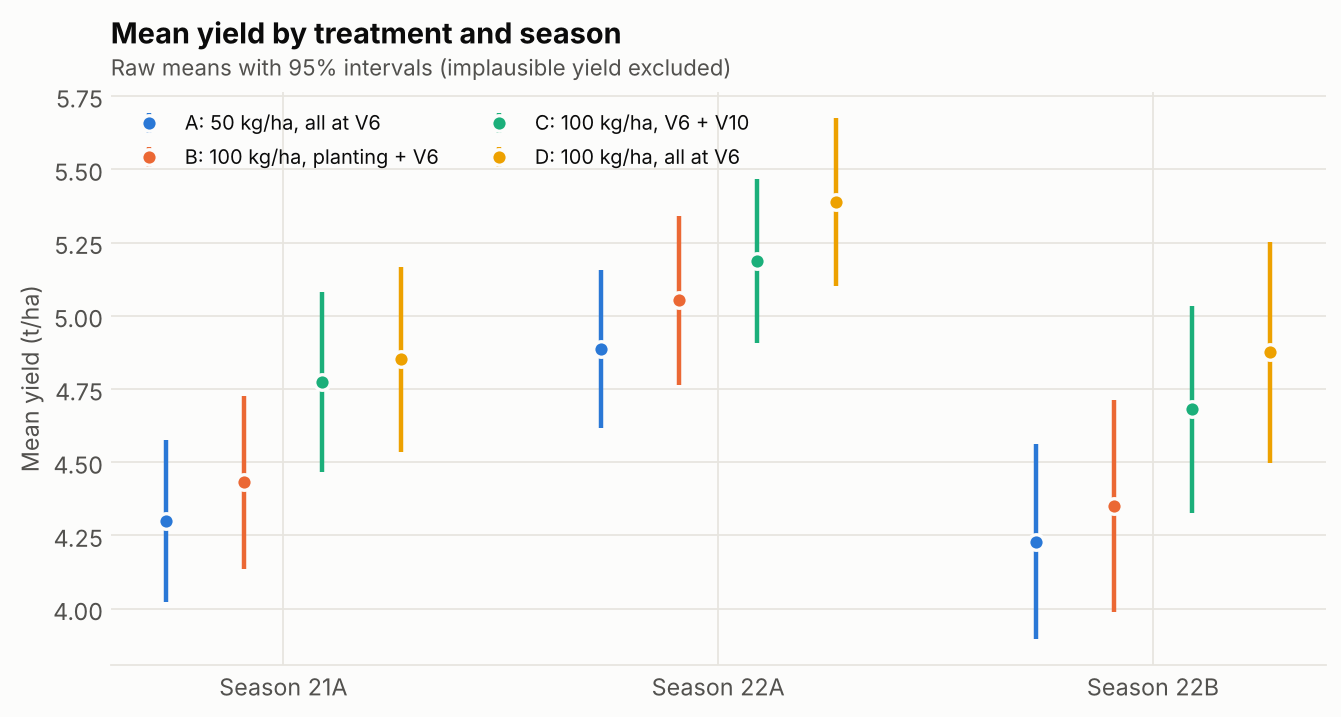 Mean yield by treatment and season
Raw means with 95% intervals (implausible yield excluded)
A: 50 kg/ha, all at V6
C: 100 kg/ha, V6 + V10
B: 100 kg/ha, planting + V6
D: 100 kg/ha, all at V6
Mean yield (t/ha)
5.75
5.50
5.25
5.00
4.75
4.50
4.25
4.00
Season 21A
Season 22A
Season 22B